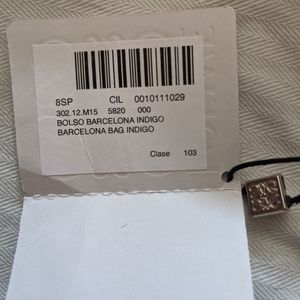 8SP CIL 0010111029
302.12.M15 5820 000
BOLSO BARCELONA INDIGO
BARCELONA BAG INDIGO
Clase 103